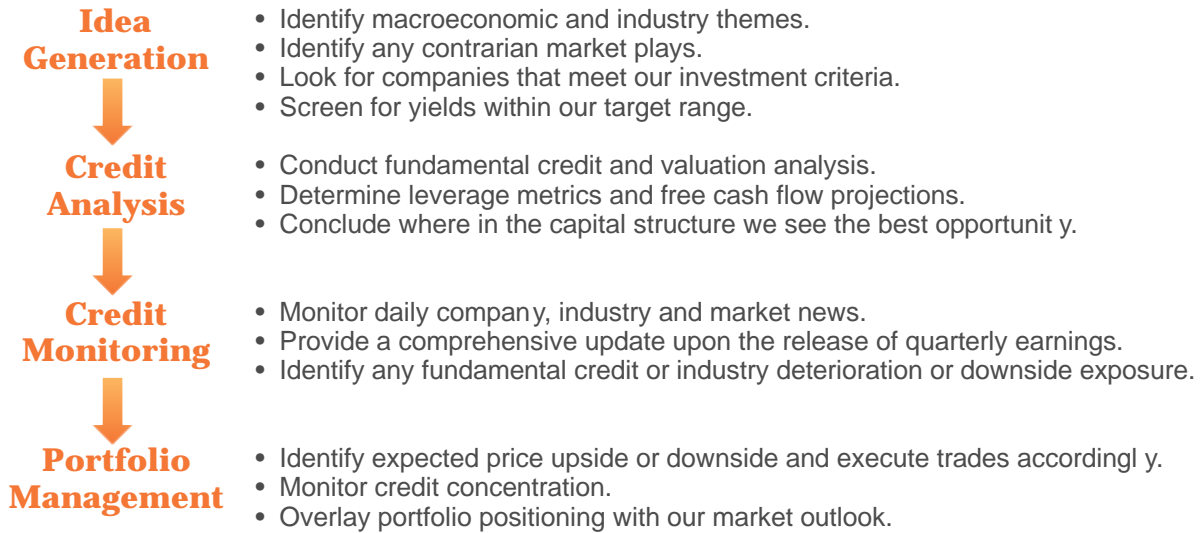 Idea
Generation
• Identify macroeconomic and industry themes.
• Identify any contrarian market plays.
• Look for companies that meet our investment criteria.
• Screen for yields within our target range.
Credit
Analysis
• Conduct fundamental credit and valuation analysis.
• Determine leverage metrics and free cash flow projections.
• Conclude where in the capital structure we see the best opportunit y.
Credit
Monitoring
• Monitor daily company, industry and market news.
• Provide a comprehensive update upon the release of quarterly earnings.
• Identify any fundamental credit or industry deterioration or downside exposure.
Portfolio
Management
• Identify expected price upside or downside and execute trades accordingl y.
• Monitor credit concentration.
• Overlay portfolio positioning with our market outlook.